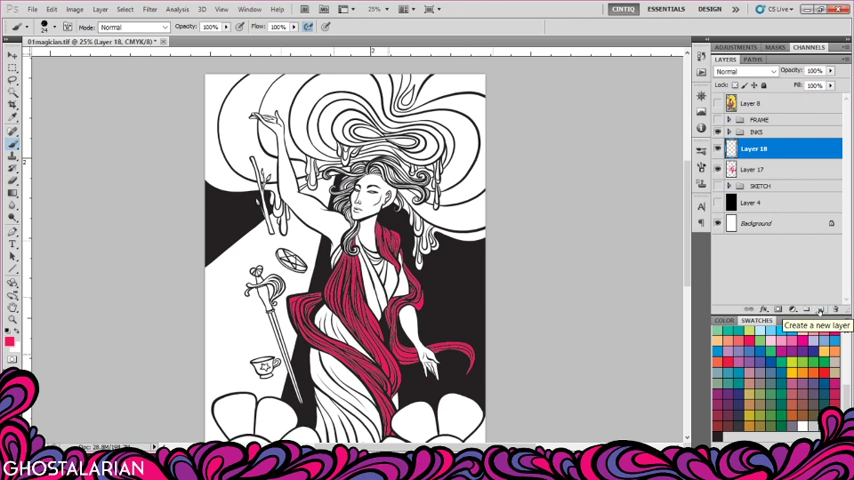 PS File Edit Image Layer Select Filter Analysis 3D View Window Help
25%
CINTIQ ESSENTIALS DESIGN CS Live
24 Mode: Normal Opacity: 100% Flow: 100%
01magician.tif @ 25% (Layer 18, CMYK/8) *
2
2
ADJUSTMENTS MASKS CHANNELS
LAYERS PATHS
Normal Opacity: 100%
Lock: Fill: 100%
Layer 8
FRAME
INKS
Layer 18
Layer 17
SKETCH
Layer 4
Background
Create a new layer
COLOR SWATCHES
GHOSTALARIAN